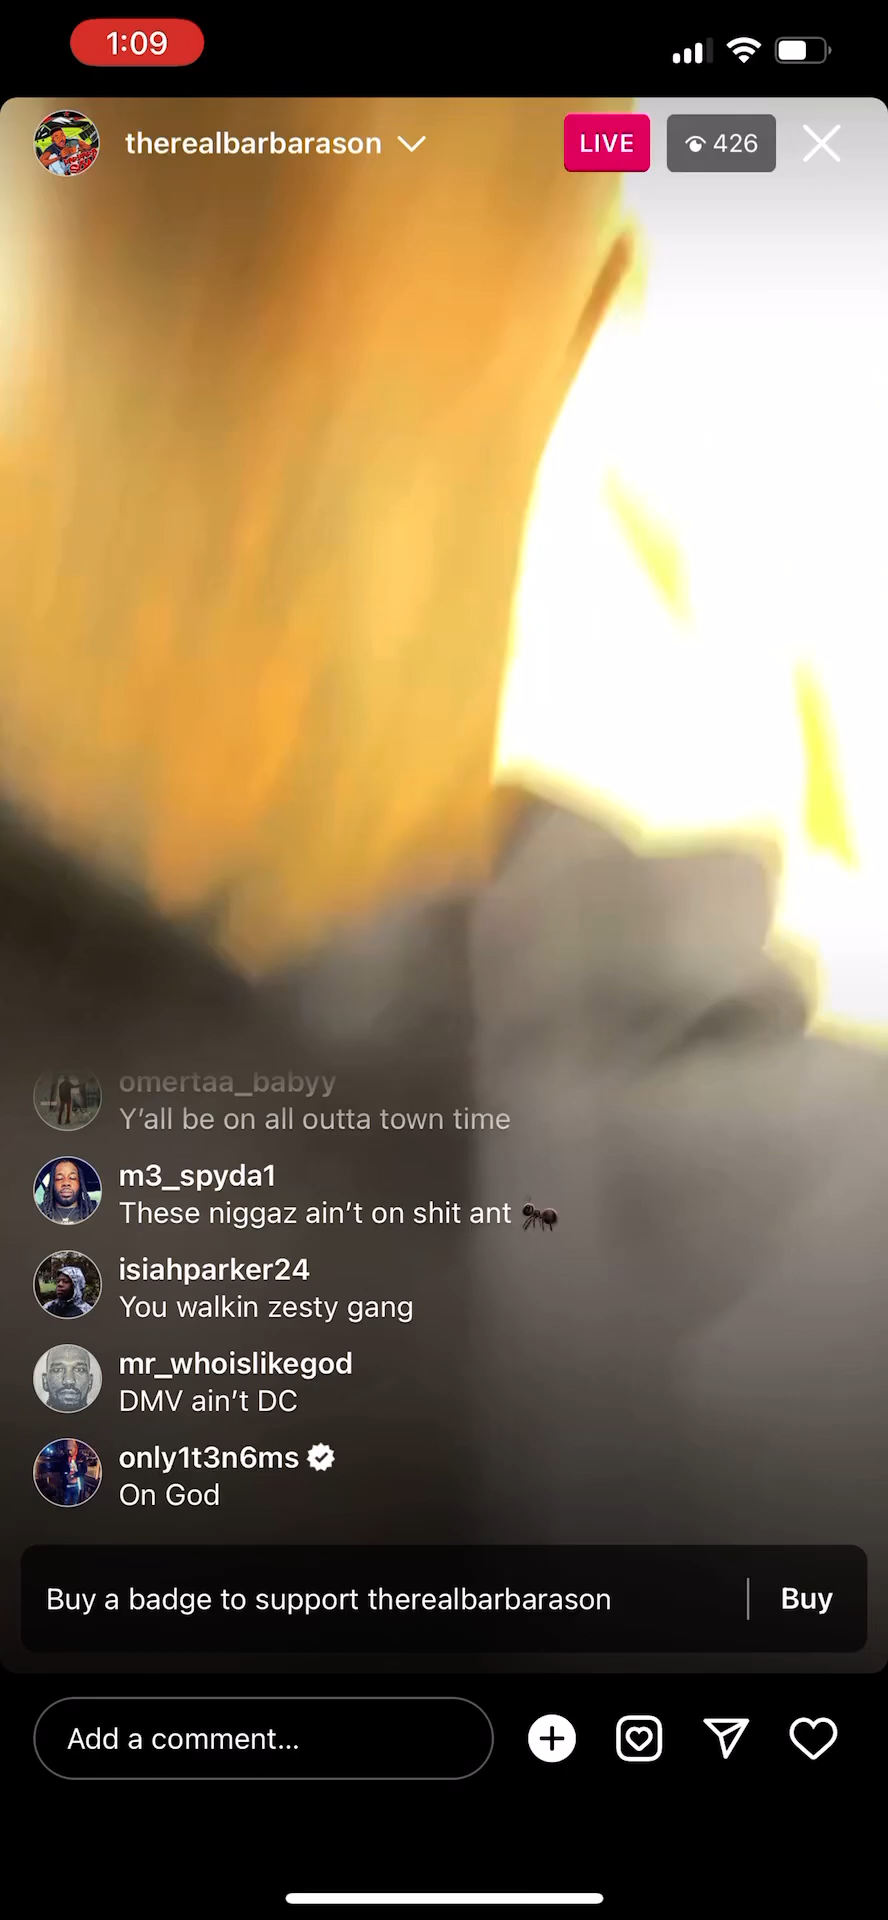 1:09
therealbarbarason
LIVE
426
omertaa_babyy
Y'all be on all outta town time
m3_spyda1
These niggaz ain't on shit ant 🐜
isiahparker24
You walkin zesty gang
mr_whoislikegod
DMV ain't DC
only1t3n6ms
On God
Buy a badge to support therealbarbarason
Buy
Add a comment...